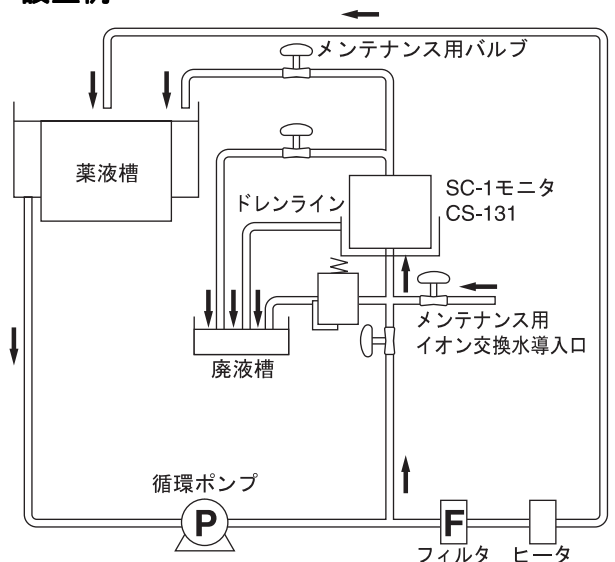 メンテナンス用バルブ
薬液槽
SC-1モニタ
CS-131
ドレンライン
メンテナンス用
イオン交換水導入口
廃液槽
循環ポンプ
P
F
フィルタ
ヒータ